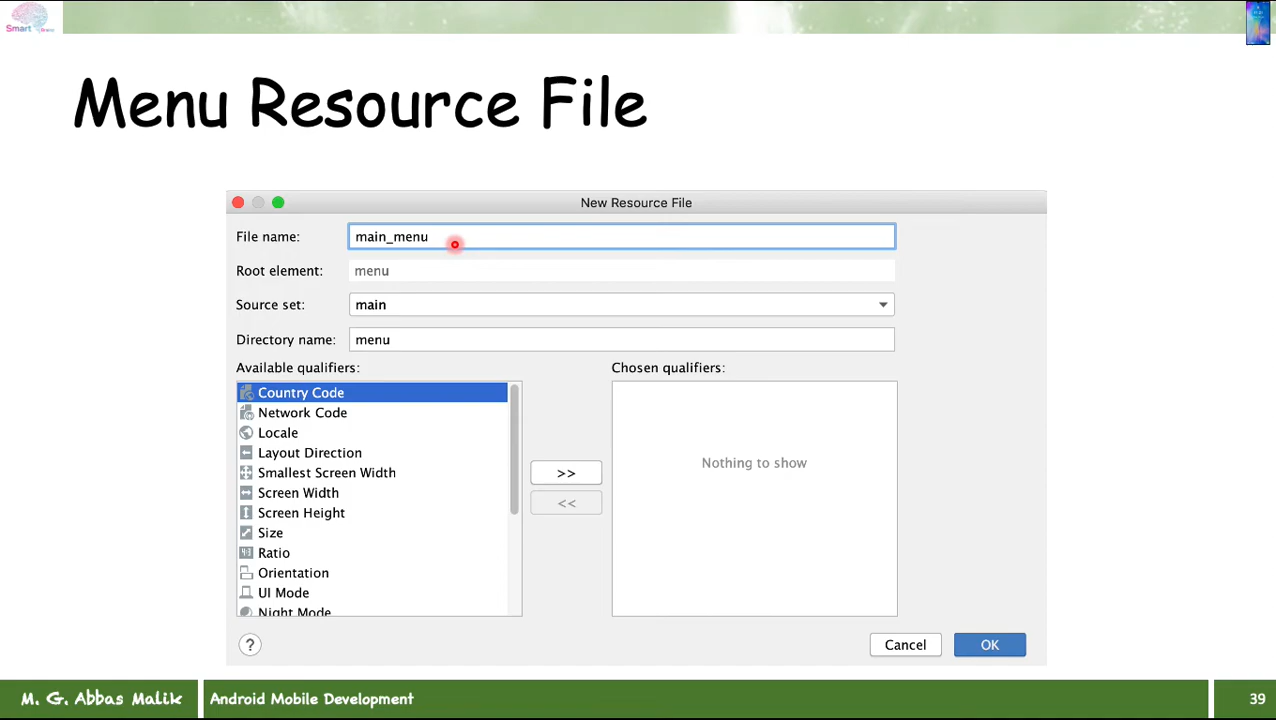 Smart Brains
Menu Resource File
New Resource File
File name:
main_menu
Root element:
menu
Source set:
main
Directory name:
menu
Available qualifiers:
Chosen qualifiers:
Country Code
Network Code
Locale
Layout Direction
Smallest Screen Width
Screen Width
Screen Height
Size
Ratio
Orientation
UI Mode
Night Mode
>>
<<
Nothing to show
?
Cancel
OK
M. G. Abbas Malik
Android Mobile Development
39